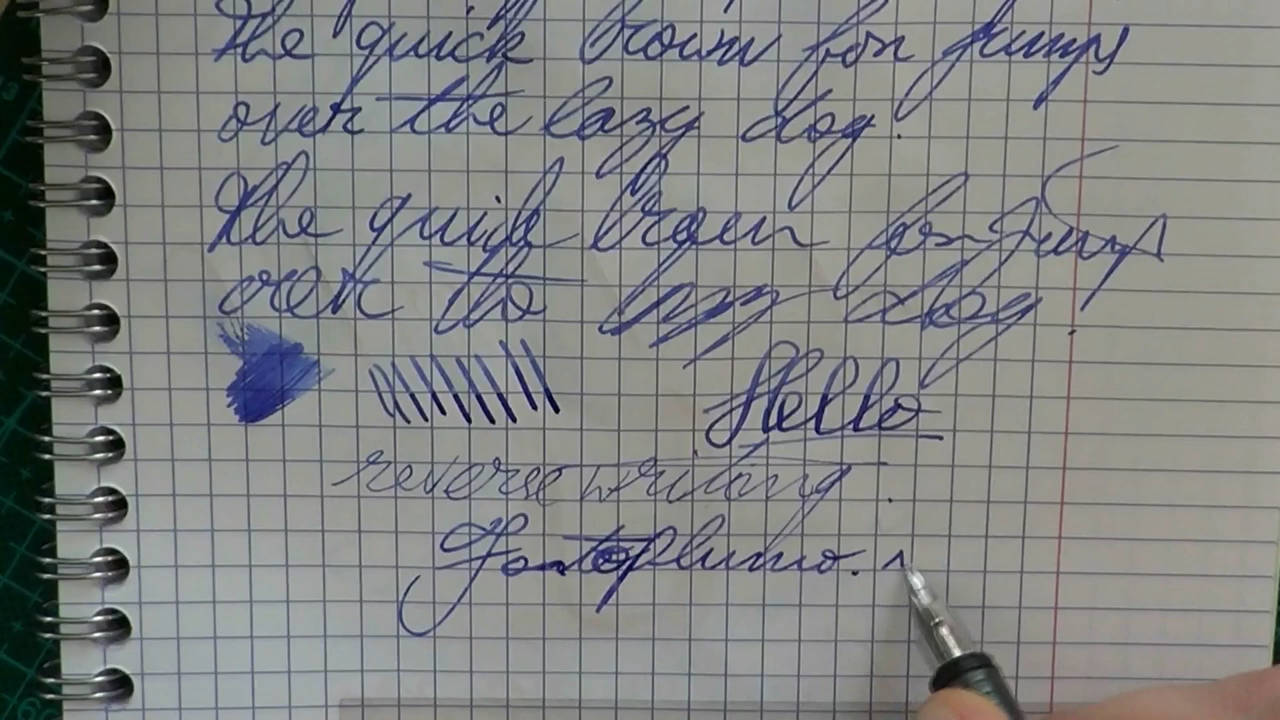 The quick brown fox jumps
over the lazy dog.
The quick brown fox jumps
over the lazy dog
Hello
reverse writing.
Fontoplumo.